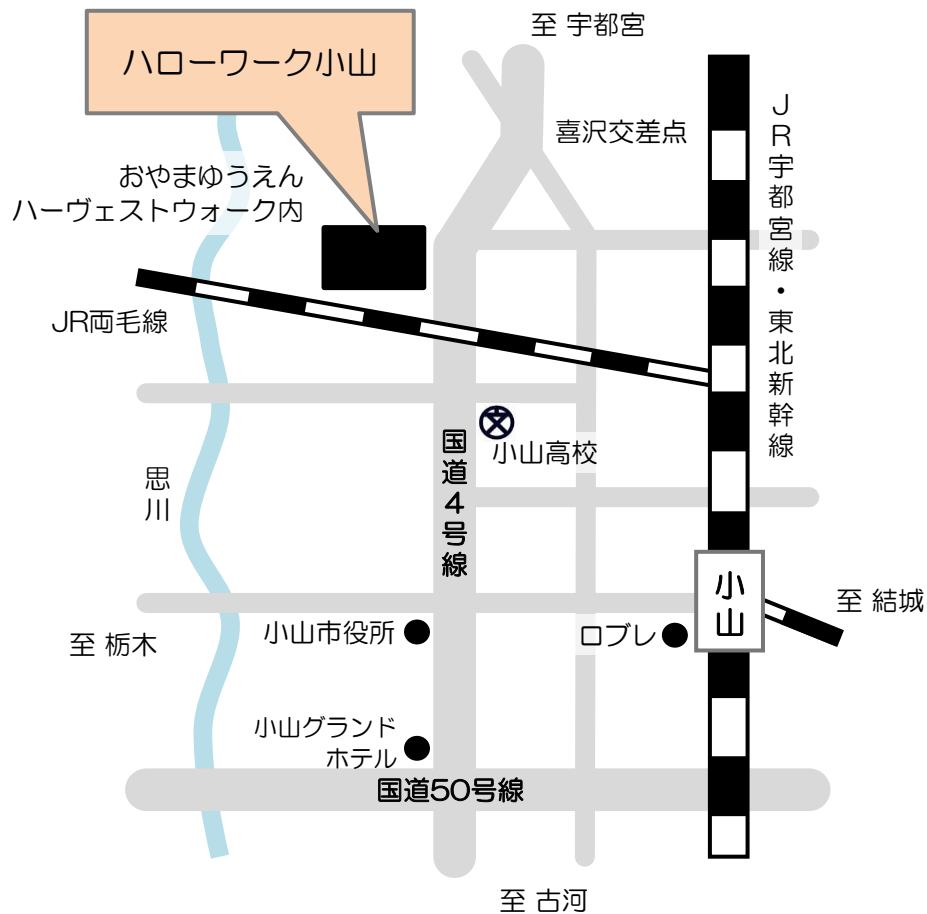 至 宇都宮
ハローワーク小山
喜沢交差点
JR宇都宮線・東北新幹線
おやまゆうえん
ハーヴェストウォーク内
JR両毛線
国道4号線
小山高校
思川
小山
至 結城
至 栃木
小山市役所
ロブレ
小山グランド
ホテル
国道50号線
至 古河